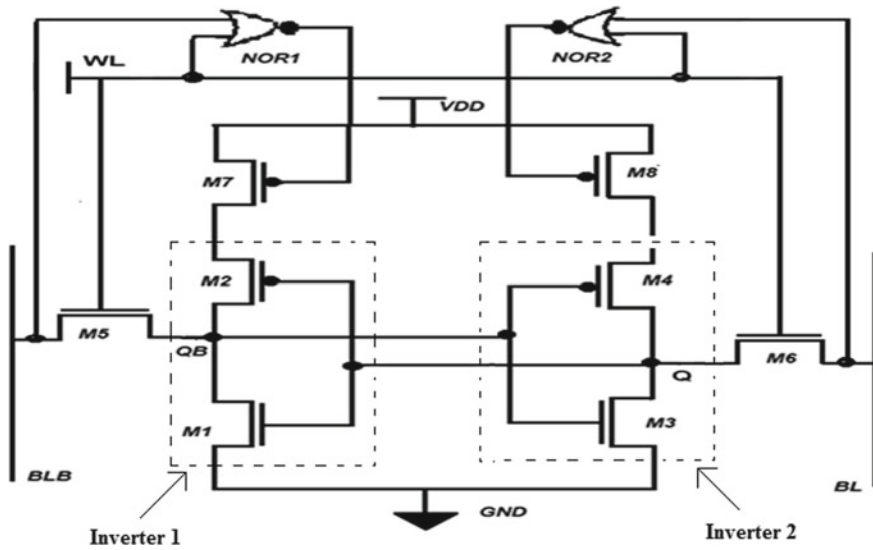 NOR1
NOR2
WL
VDD
M7
M8
M2
M4
M5
QB
Q
M6
M1
M3
BLB
GND
BL
Inverter 1
Inverter 2